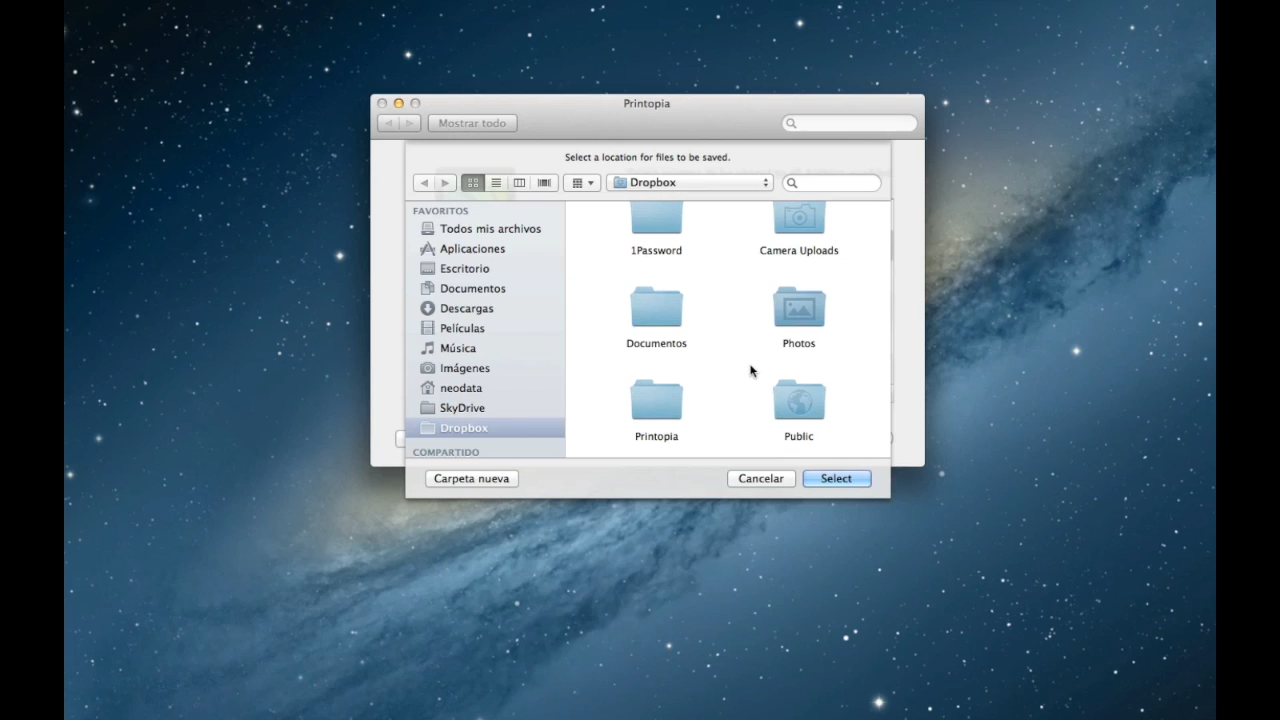 Printopia
Mostrar todo
Select a location for files to be saved.
Dropbox
FAVORITOS
Todos mis archivos
Aplicaciones
Escritorio
Documentos
Descargas
Películas
Música
Imágenes
neodata
SkyDrive
Dropbox
COMPARTIDO
1Password Camera Uploads
Documentos Photos
Printopia Public
Carpeta nueva Cancelar Select